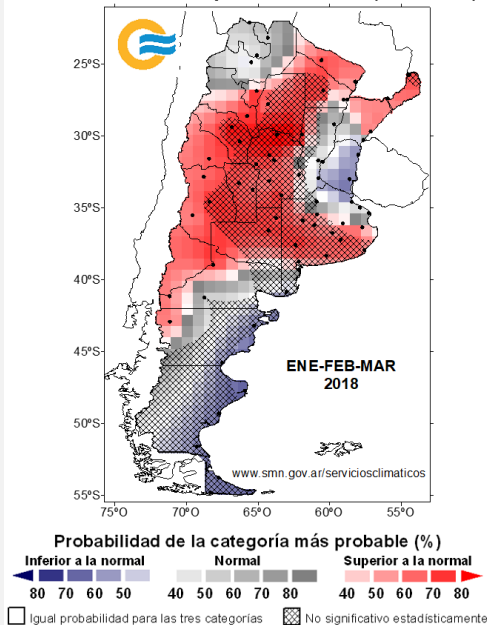 25°S
30°S
35°S
40°S
45°S
50°S
55°S
ENE-FEB-MAR
2018
www.smn.gov.ar/serviciosclimaticos
75°O 70°O 65°O 60°O 55°O
Probabilidad de la categoría más probable (%)
Inferior a la normal Normal Superior a la normal
80 70 60 50 40 50 60 70 80 40 50 60 70 80
Igual probabilidad para las tres categorías No significativo estadísticamente